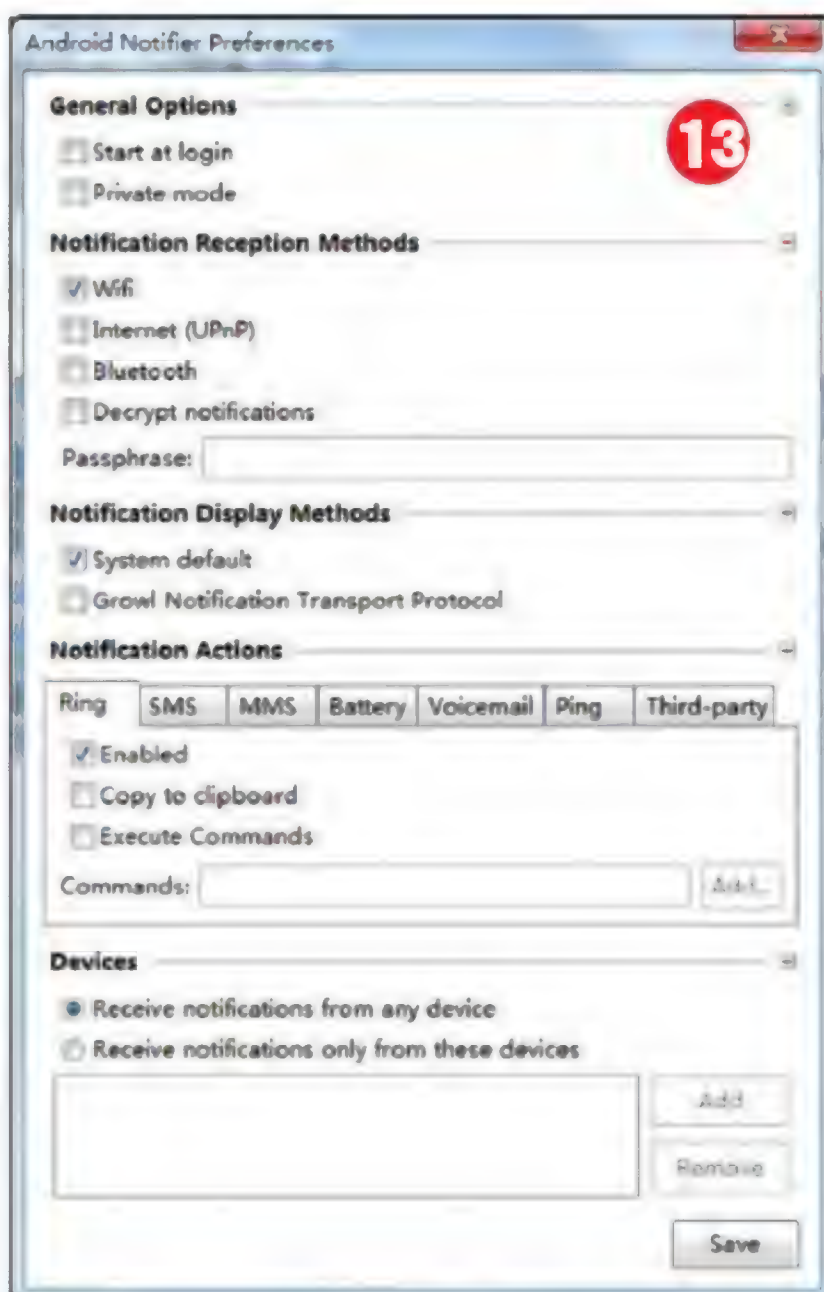 Android Notifier Preferences
General Options
13
Start at login
Private mode
Notification Reception Methods
Wifi
Internet (UPnP)
Bluetooth
Decrypt notifications
Passphrase:
Notification Display Methods
System default
Growl Notification Transport Protocol
Notification Actions
Ring SMS MMS Battery Voicemail Ping Third-party
Enabled
Copy to clipboard
Execute Commands
Commands: Add...
Devices
Receive notifications from any device
Receive notifications only from these devices
Add
Remove
Save